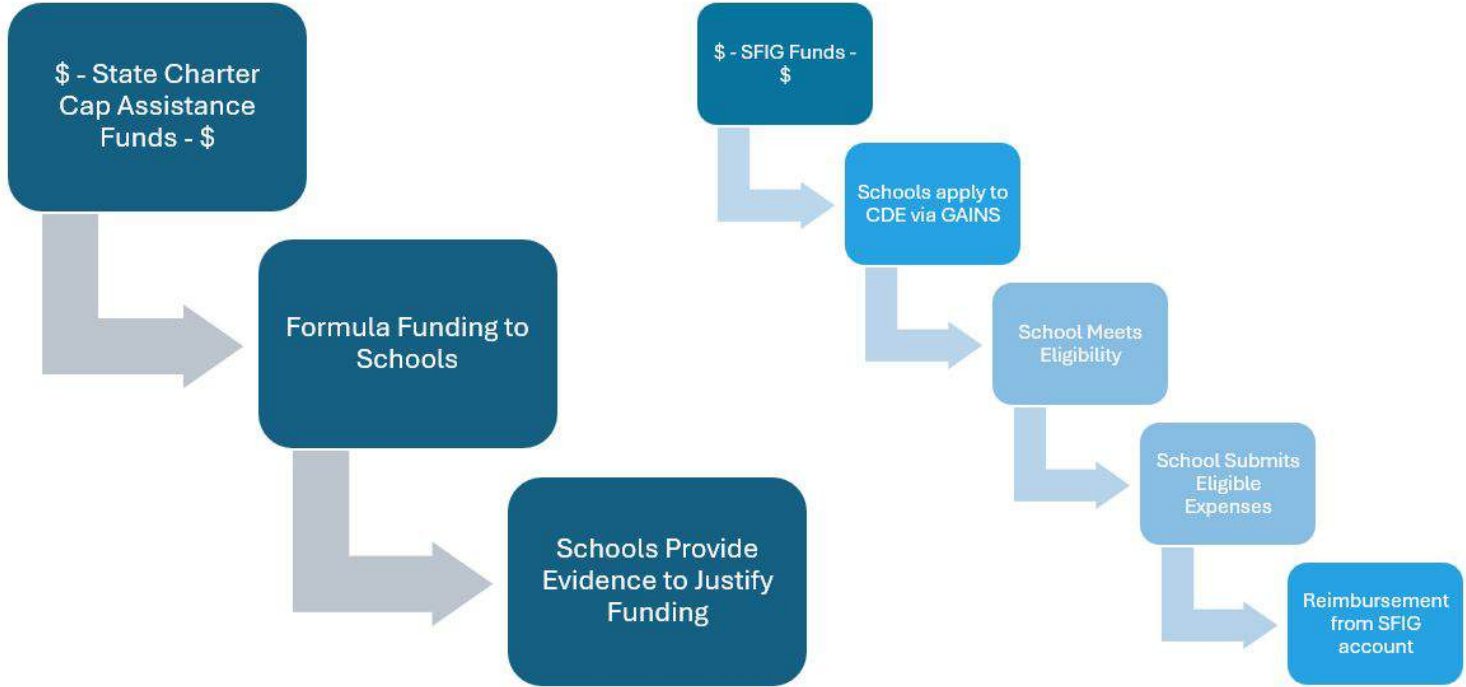 $ - State Charter
Cap Assistance
Funds - $
Formula Funding to
Schools
Schools Provide
Evidence to Justify
Funding
$ - SFIG Funds -
$
Schools apply to
CDE via GAINS
School Meets
Eligibility
School Submits
Eligible
Expenses
Reimbursement
from SFIG
account